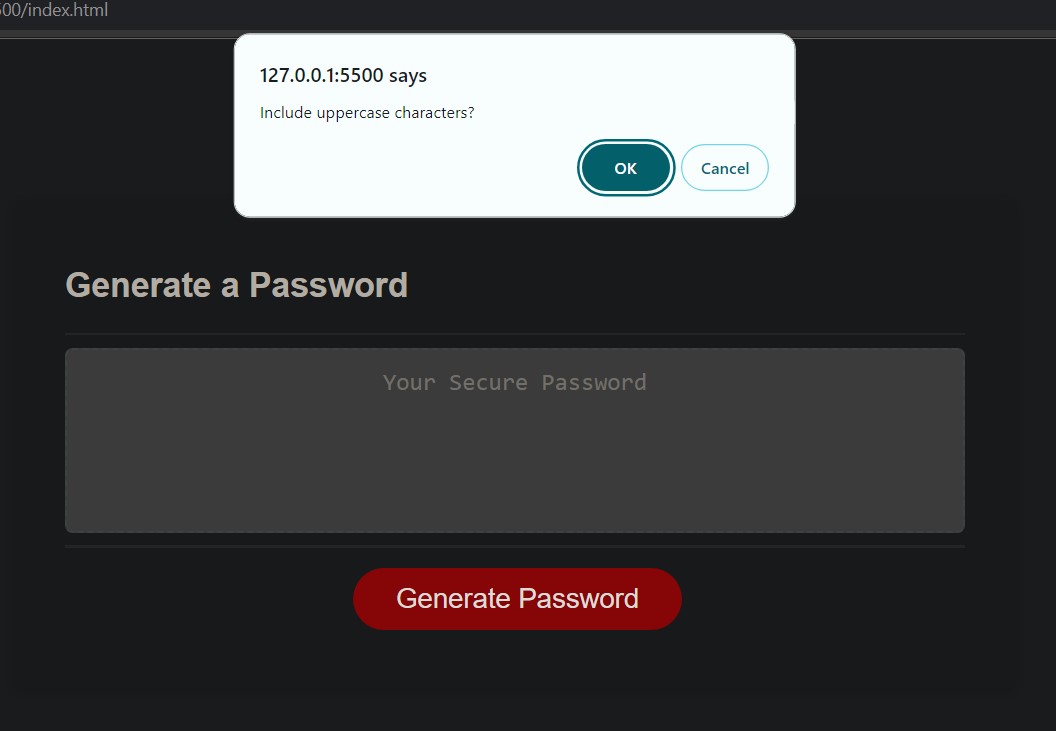 500/index.html
127.0.0.1:5500 says
Include uppercase characters?
OK
Cancel
Generate a Password
Your Secure Password
Generate Password